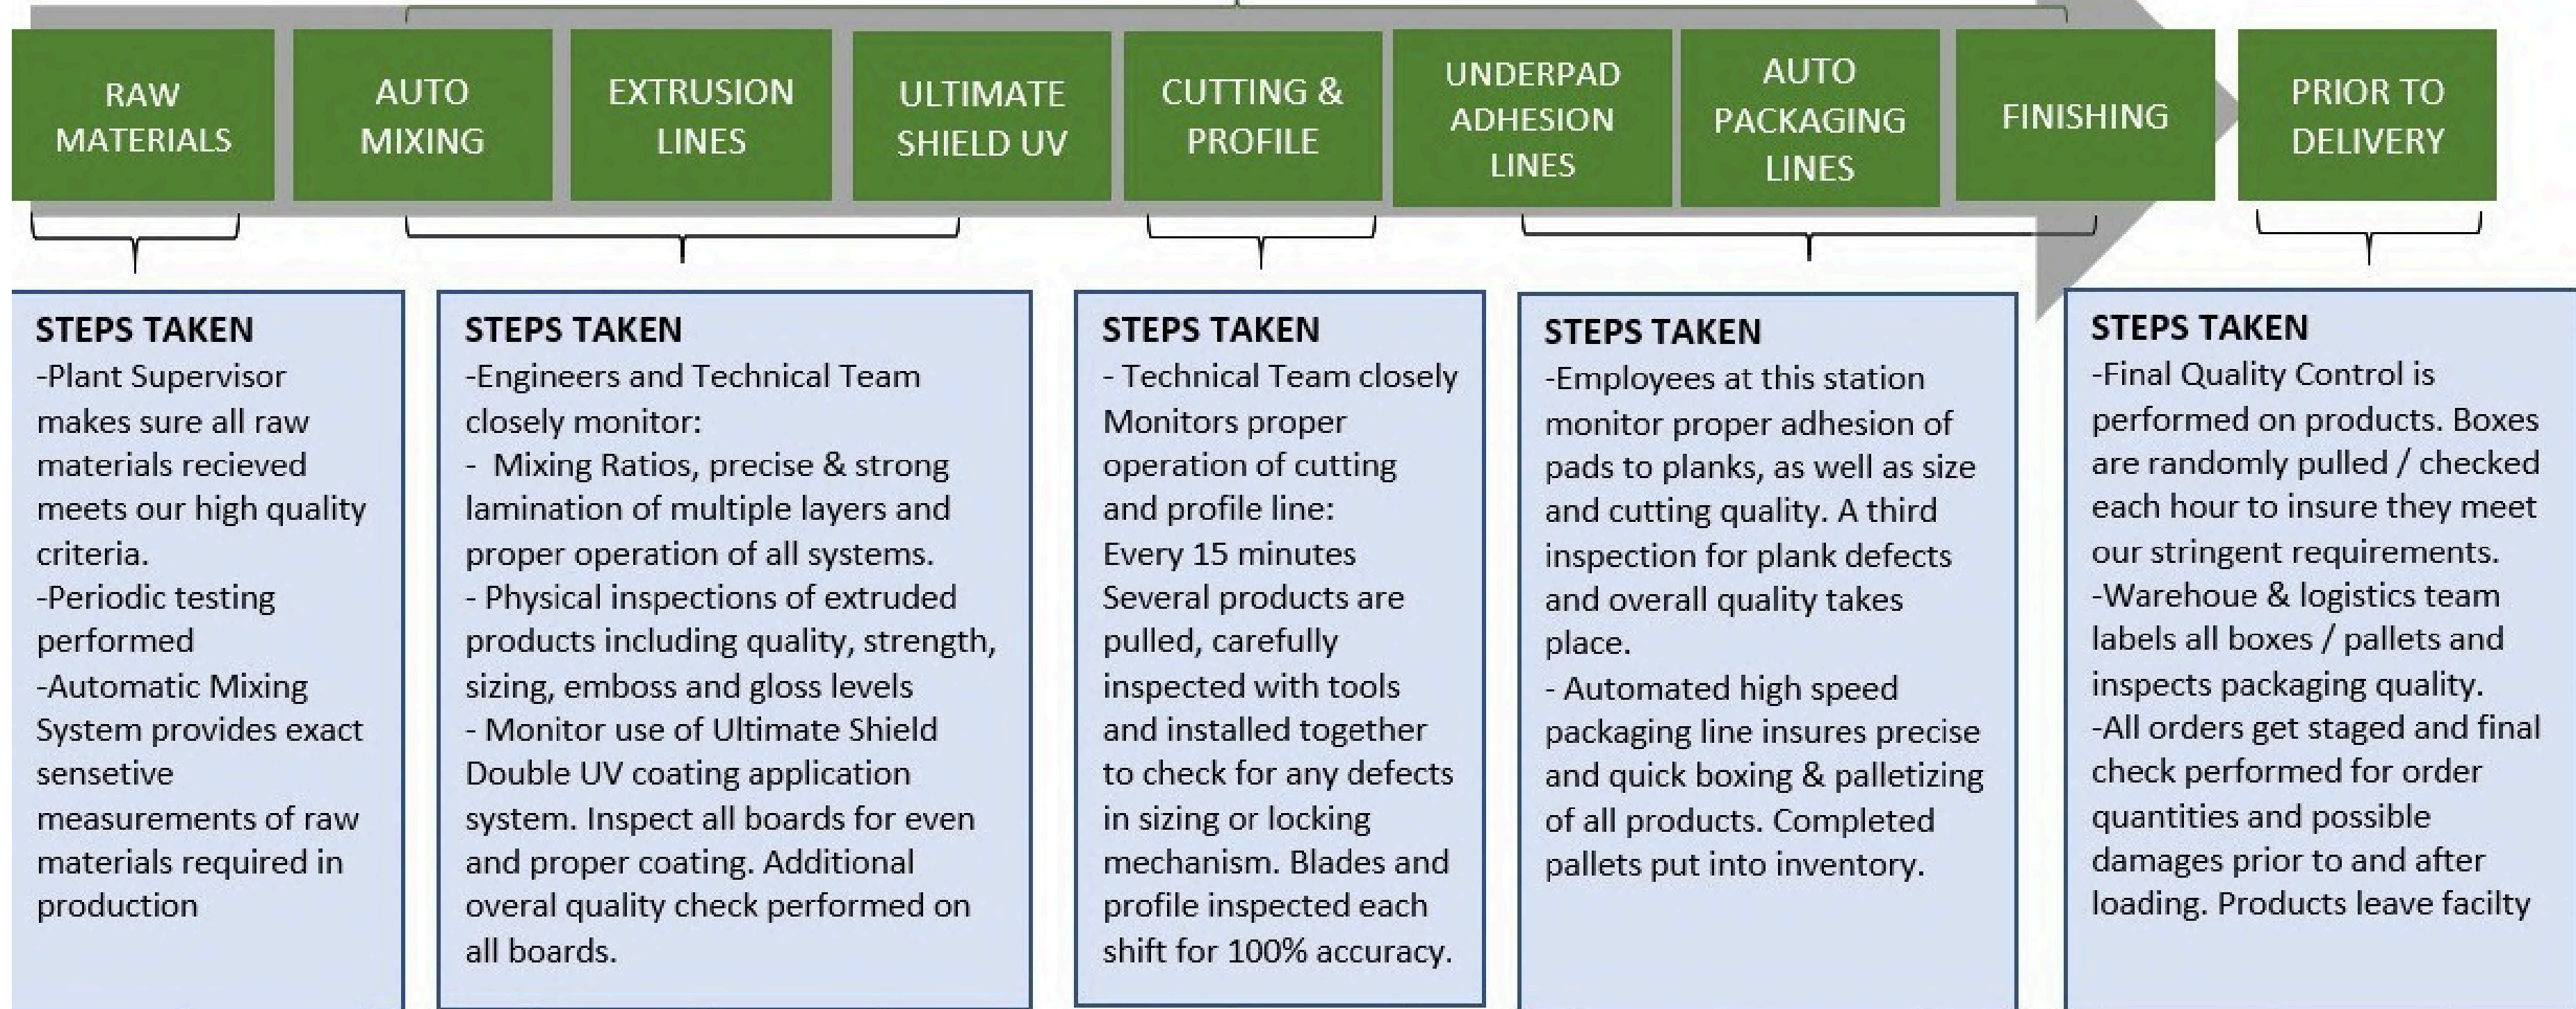 RAW
MATERIALS
AUTO
MIXING
EXTRUSION
LINES
ULTIMATE
SHIELD UV
CUTTING &
PROFILE
UNDERPAD
ADHESION
LINES
AUTO
PACKAGING
LINES
FINISHING
PRIOR TO
DELIVERY
STEPS TAKEN
-Plant Supervisor
makes sure all raw
materials recieved
meets our high quality
criteria.
-Periodic testing
performed
-Automatic Mixing
System provides exact
sensetive
measurements of raw
materials required in
production
STEPS TAKEN
-Engineers and Technical Team
closely monitor:
- Mixing Ratios, precise & strong
lamination of multiple layers and
proper operation of all systems.
- Physical inspections of extruded
products including quality, strength,
sizing, emboss and gloss levels
- Monitor use of Ultimate Shield
Double UV coating application
system. Inspect all boards for even
and proper coating. Additional
overal quality check performed on
all boards.
STEPS TAKEN
- Technical Team closely
Monitors proper
operation of cutting
and profile line:
Every 15 minutes
Several products are
pulled, carefully
inspected with tools
and installed together
to check for any defects
in sizing or locking
mechanism. Blades and
profile inspected each
shift for 100% accuracy.
STEPS TAKEN
-Employees at this station
monitor proper adhesion of
pads to planks, as well as size
and cutting quality. A third
inspection for plank defects
and overall quality takes
place.
- Automated high speed
packaging line insures precise
and quick boxing & palletizing
of all products. Completed
pallets put into inventory.
STEPS TAKEN
-Final Quality Control is
performed on products. Boxes
are randomly pulled / checked
each hour to insure they meet
our stringent requirements.
-Warehoue & logistics team
labels all boxes / pallets and
inspects packaging quality.
-All orders get staged and final
check performed for order
quantities and possible
damages prior to and after
loading. Products leave facilty